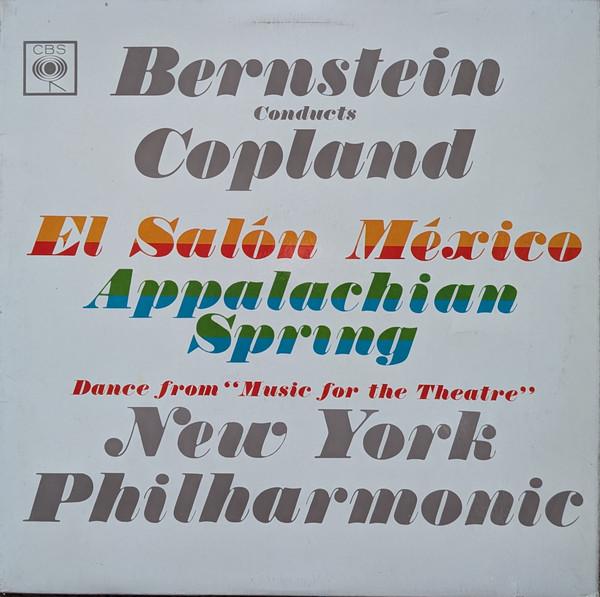 CBS
Bernstein
Conducts
Copland
El Salón México
Appalachian
Spring
Dance from "Music for the Theatre"
New York
Philharmonic